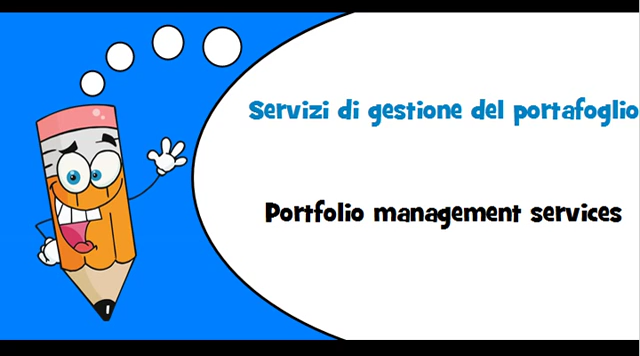 Servizi di gestione del portafoglio
Portfolio management services